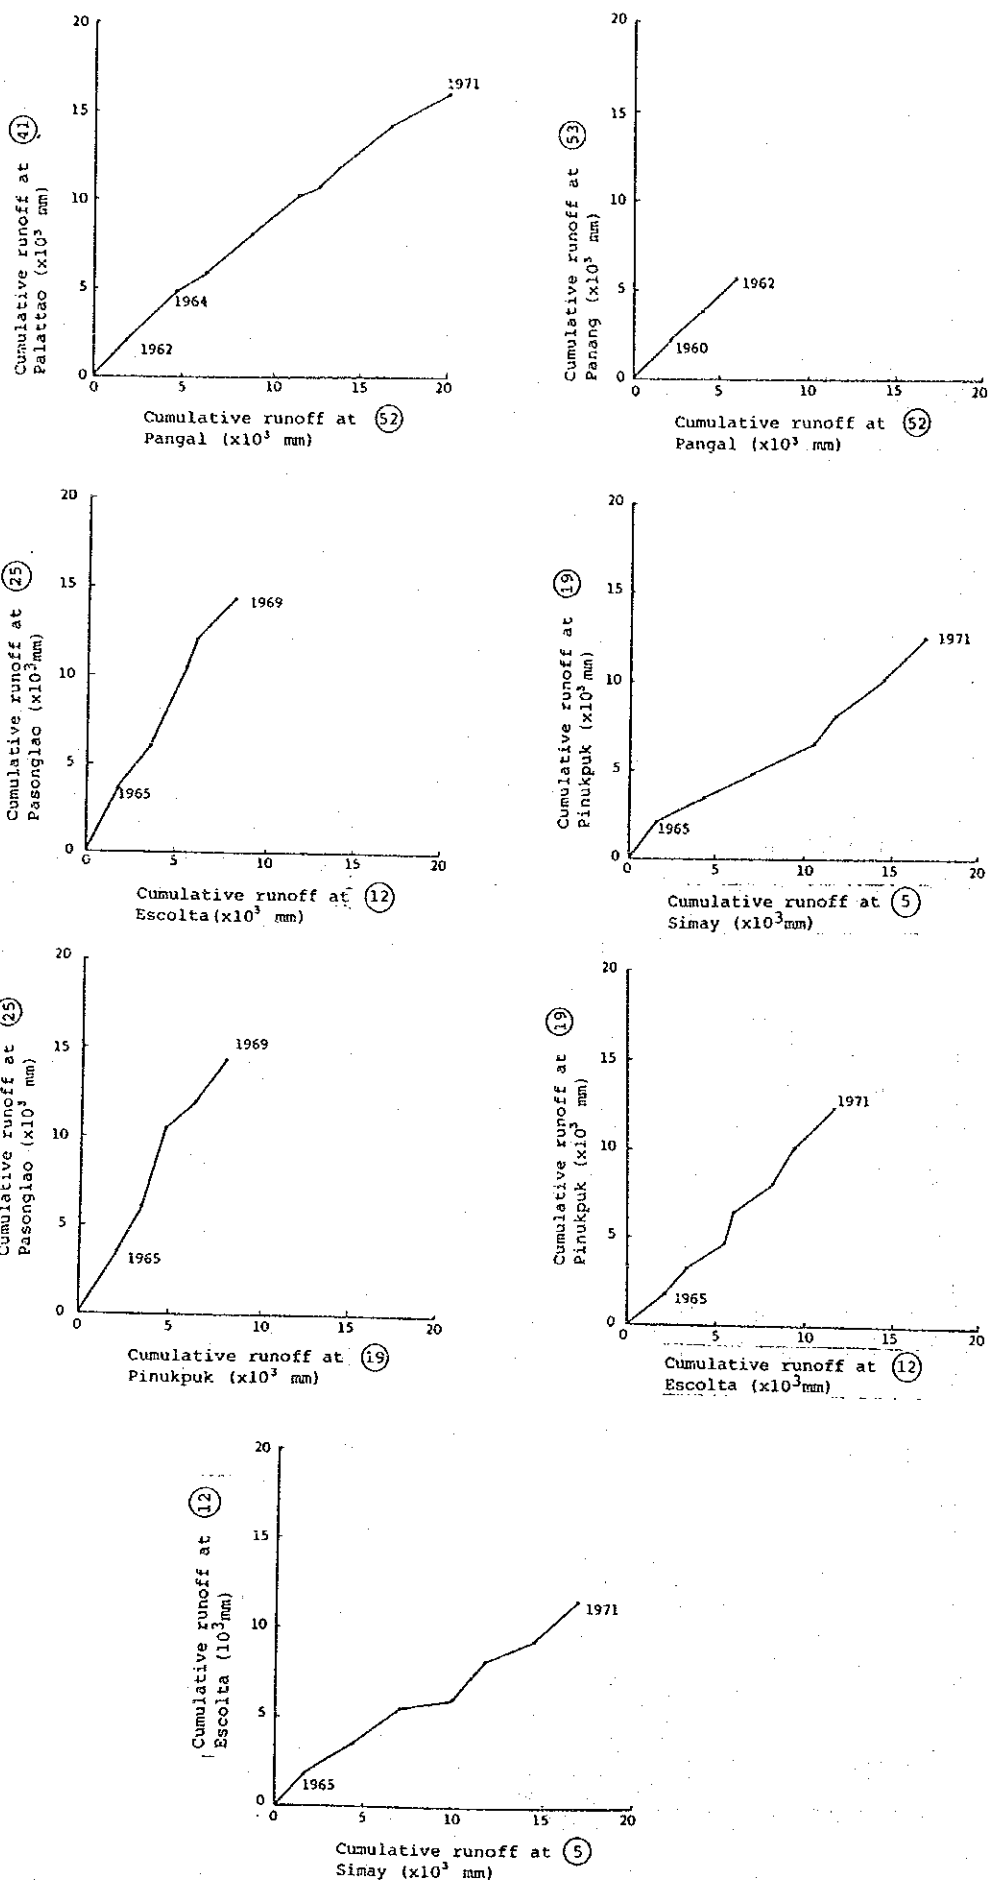 20
15
10
5
0
0 5 10 15 20
1971
1964
1962
Cumulative runoff at (41)
Palattao (x10³ mm)
Cumulative runoff at (52)
Pangal (x10³ mm)
20
15
10
5
0
0 5 10 15 20
1962
1960
Cumulative runoff at (53)
Panang (x10³ mm)
Cumulative runoff at (52)
Pangal (x10³ mm)
20
15
10
5
0
0 5 10 15 20
1969
1965
Cumulative runoff at (25)
Pasonglao (x10³mm)
Cumulative runoff at (12)
Escolta(x10³ mm)
20
15
10
5
0
0 5 10 15 20
1971
1965
Cumulative runoff at (19)
Pinukpuk (x10³mm)
Cumulative runoff at (5)
Simay (x10³mm)
20
15
10
5
0
0 5 10 15 20
1969
1965
Cumulative runoff at (25)
Pasonglao (x10³ mm)
Cumulative runoff at (19)
Pinukpuk (x10³ mm)
20
15
10
5
0
0 5 10 15 20
1971
1965
Cumulative runoff at (19)
Pinukpuk (x10³ mm)
Cumulative runoff at (12)
Escolta (x10³mm)
20
15
10
5
0
0 5 10 15 20
1971
1965
Cumulative runoff at (12)
Escolta (10³mm)
Cumulative runoff at (5)
Simay (x10³ mm)